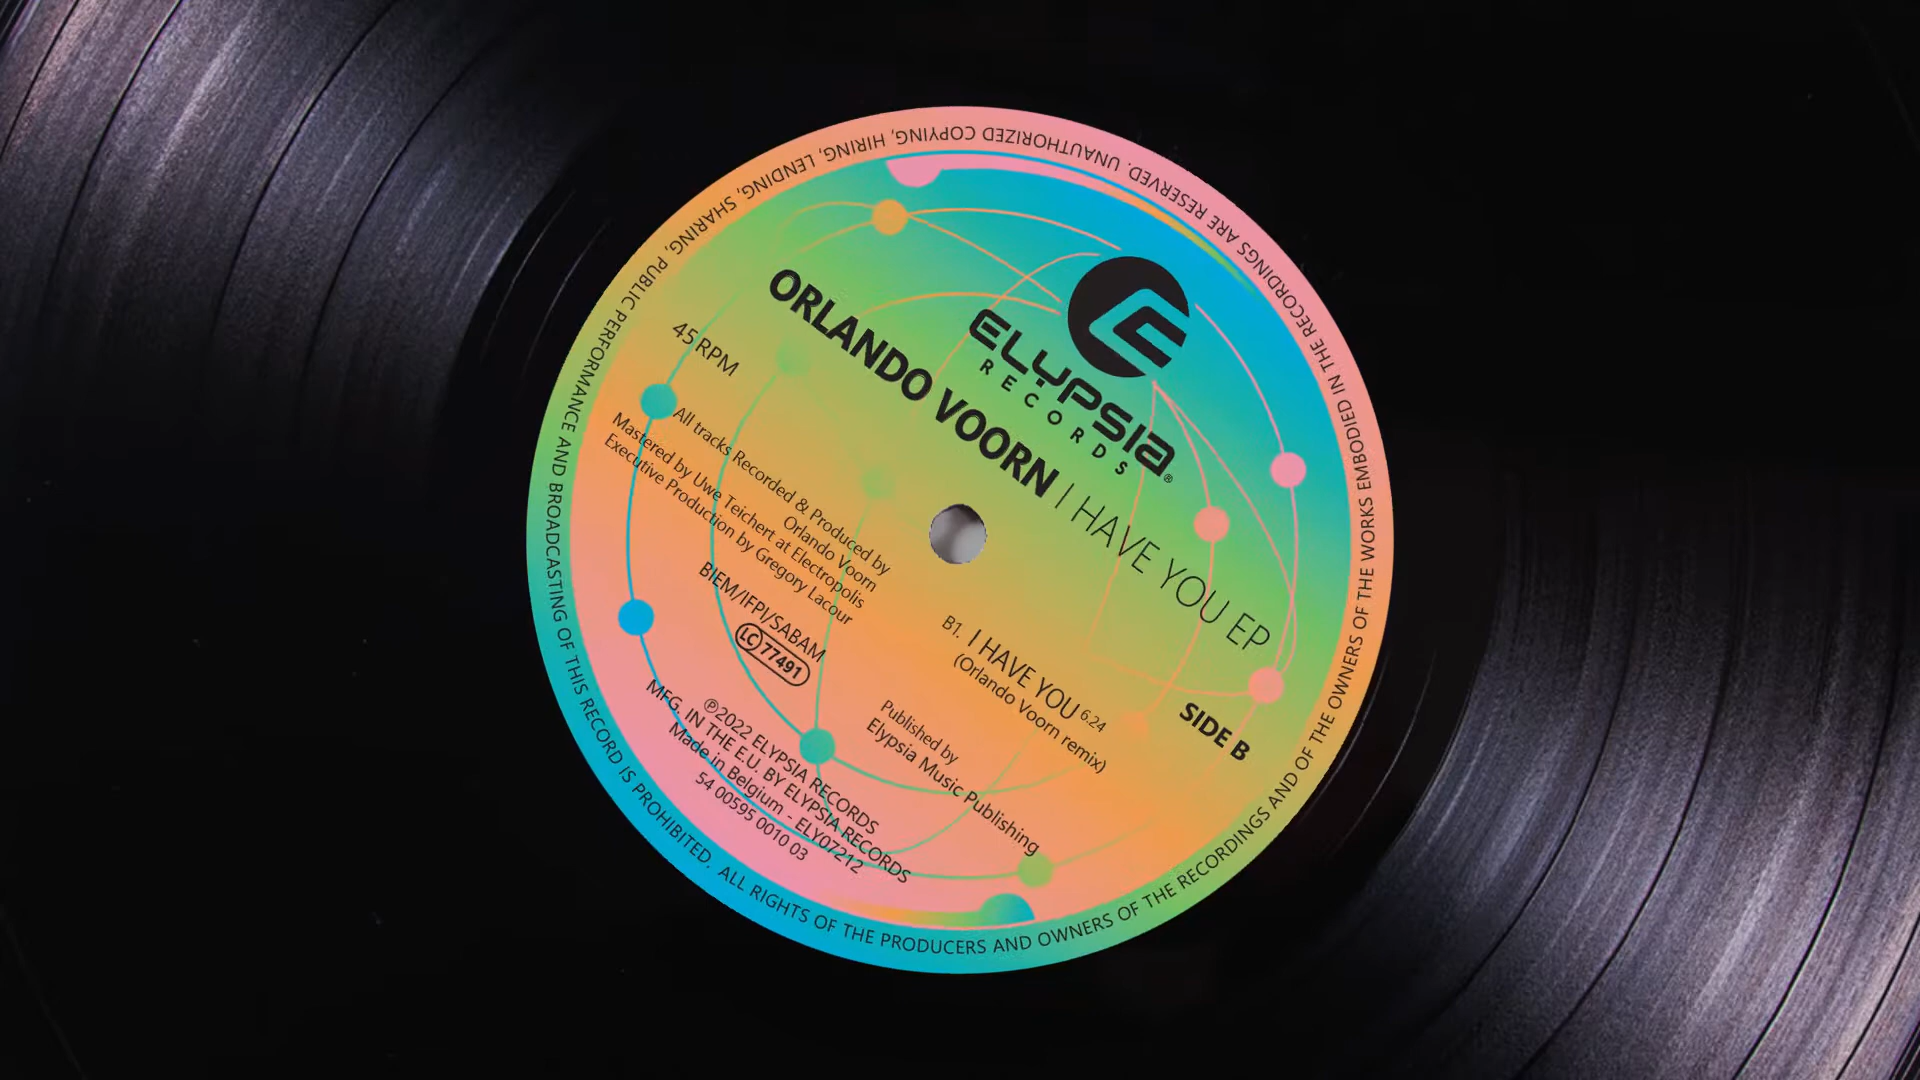 ELYPSIA
RECORDS®
ORLANDO VOORN | I HAVE YOU EP
45 RPM
SIDE B
All tracks Recorded & Produced by
Orlando Voorn
Mastered by Uwe Teichert at Electropolis
Executive Production by Gregory Lacour
BIEM/IFPI/SABAM
LC 77491
B1. I HAVE YOU 6.24
(Orlando Voorn remix)
Published by
Elypsia Music Publishing
℗2022 ELYPSIA RECORDS
MFG. IN THE E.U. BY ELYPSIA RECORDS
Made in Belgium - ELY07212
54 00595 0010 03
ALL RIGHTS OF THE PRODUCERS AND OWNERS OF THE RECORDINGS AND OF THE OWNERS OF THE WORKS EMBODIED IN THE RECORDINGS ARE RESERVED. UNAUTHORIZED COPYING, HIRING, LENDING, SHARING, PUBLIC PERFORMANCE AND BROADCASTING OF THIS RECORD IS PROHIBITED.